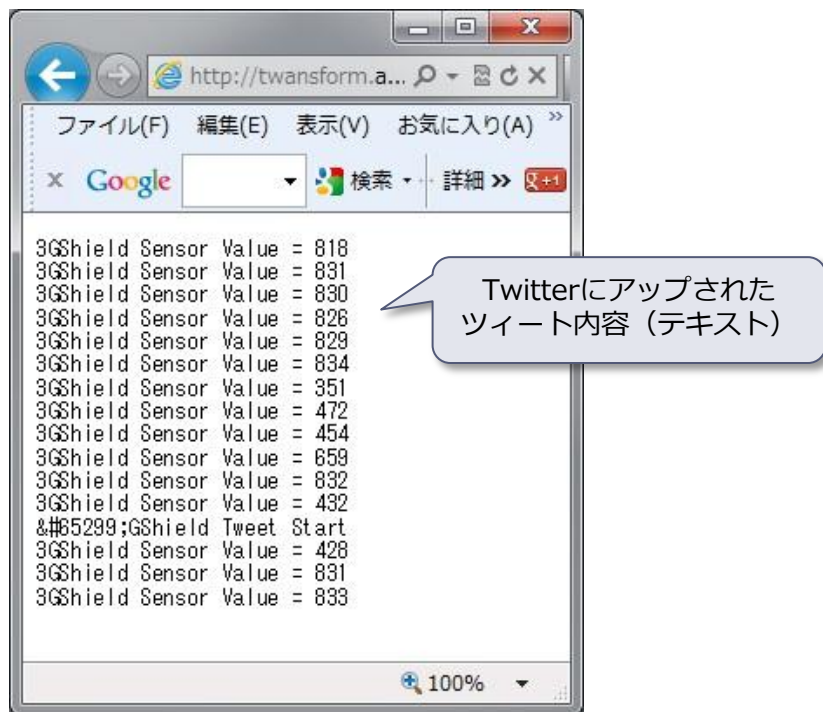 http://twansform.a...
ファイル(F) 編集(E) 表示(V) お気に入り(A) »
× Google 検索 詳細 » g+1
3GShield Sensor Value = 818
3GShield Sensor Value = 831
3GShield Sensor Value = 830
3GShield Sensor Value = 826
3GShield Sensor Value = 829
3GShield Sensor Value = 834
3GShield Sensor Value = 351
3GShield Sensor Value = 472
3GShield Sensor Value = 454
3GShield Sensor Value = 659
3GShield Sensor Value = 832
3GShield Sensor Value = 432
&#65299;GShield Tweet Start
3GShield Sensor Value = 428
3GShield Sensor Value = 831
3GShield Sensor Value = 833
Twitterにアップされた
ツィート内容（テキスト）
100%